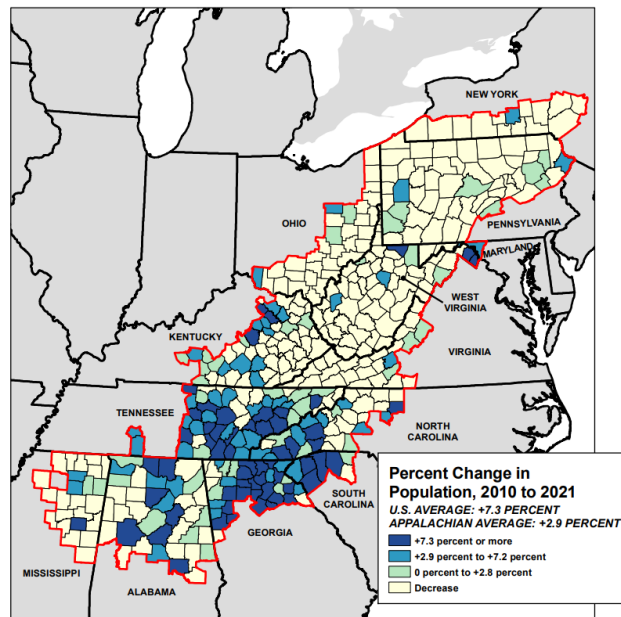 NEW YORK
OHIO
PENNSYLVANIA
MARYLAND
WEST
VIRGINIA
KENTUCKY
VIRGINIA
TENNESSEE
NORTH
CAROLINA
SOUTH
CAROLINA
GEORGIA
MISSISSIPPI
ALABAMA
Percent Change in
Population, 2010 to 2021
U.S. AVERAGE: +7.3 PERCENT
APPALACHIAN AVERAGE: +2.9 PERCENT
+7.3 percent or more
+2.9 percent to +7.2 percent
0 percent to +2.8 percent
Decrease